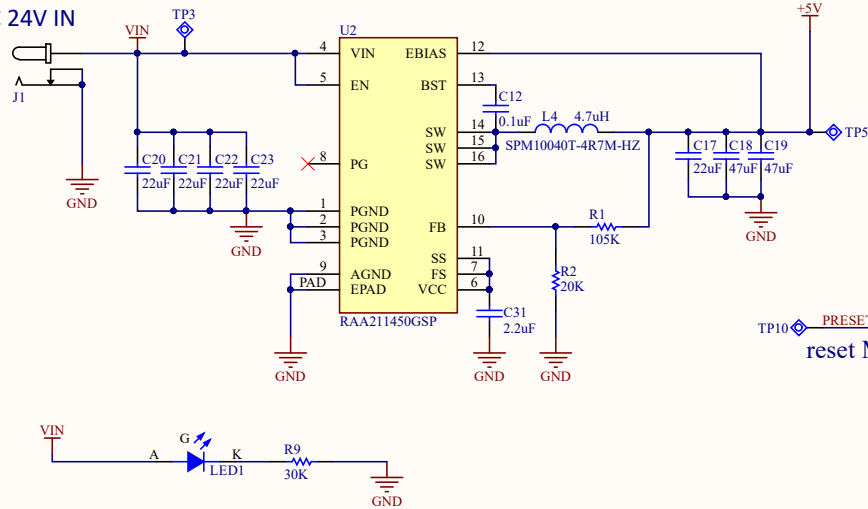 24V IN
VIN
TP3
J1
U2
4 VIN
5 EN
8 PG
1 PGND
2 PGND
3 PGND
9 AGND
PAD EPAD
EBIAS 12
BST 13
SW 14
SW 15
SW 16
FB 10
SS 11
FS 7
VCC 6
RAA211450GSP
C20
22uF
C21
22uF
C22
22uF
C23
22uF
GND
GND
GND
C12
0.1uF
L4 4.7uH
SPM10040T-4R7M-HZ
R1
105K
R2
20K
C31
2.2uF
GND
GND
+5V
TP5
C17
22uF
C18
47uF
C19
47uF
GND
TP10
PRESET
reset
VIN
A
G
K
LED1
R9
30K
GND